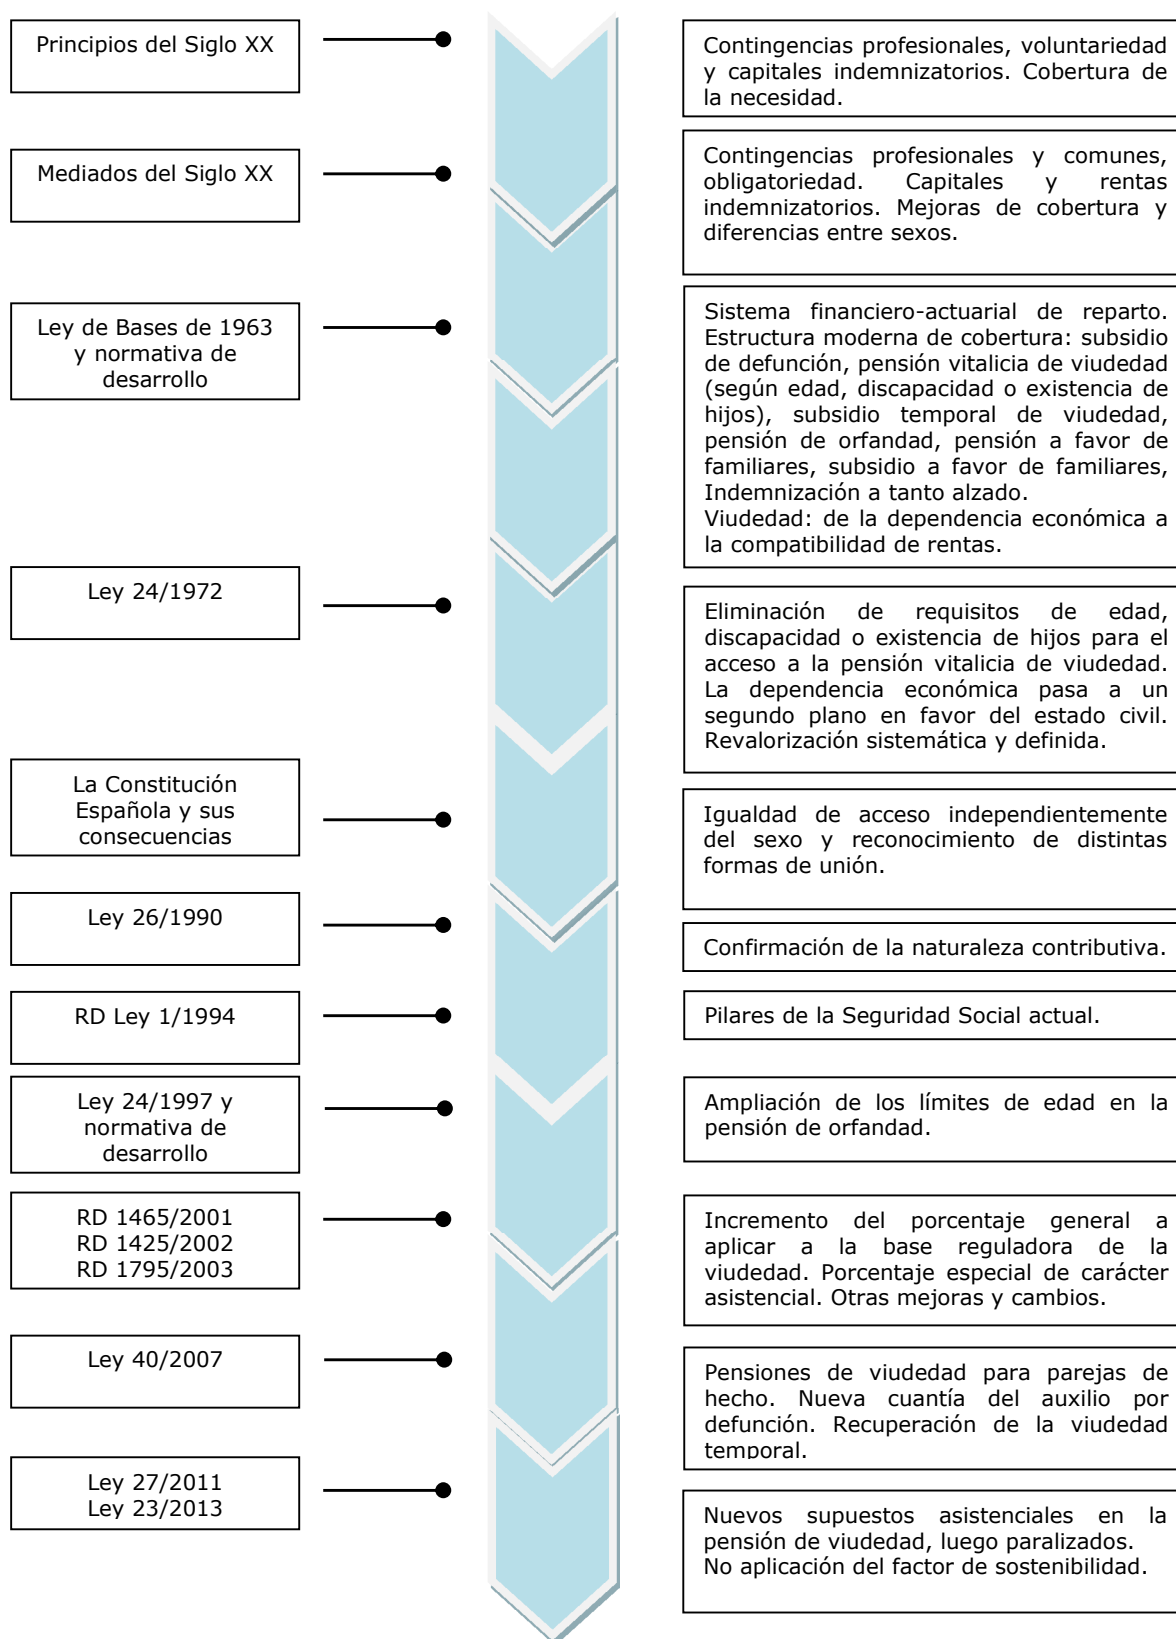 Principios del Siglo XX
Contingencias profesionales, voluntariedad
y capitales indemnizatorios. Cobertura de
la necesidad.
Mediados del Siglo XX
Contingencias profesionales y comunes,
obligatoriedad. Capitales y rentas
indemnizatorios. Mejoras de cobertura y
diferencias entre sexos.
Ley de Bases de 1963
y normativa de
desarrollo
Sistema financiero-actuarial de reparto.
Estructura moderna de cobertura: subsidio
de defunción, pensión vitalicia de viudedad
(según edad, discapacidad o existencia de
hijos), subsidio temporal de viudedad,
pensión de orfandad, pensión a favor de
familiares, subsidio a favor de familiares,
Indemnización a tanto alzado.
Viudedad: de la dependencia económica a
la compatibilidad de rentas.
Ley 24/1972
Eliminación de requisitos de edad,
discapacidad o existencia de hijos para el
acceso a la pensión vitalicia de viudedad.
La dependencia económica pasa a un
segundo plano en favor del estado civil.
Revalorización sistemática y definida.
La Constitución
Española y sus
consecuencias
Igualdad de acceso independientemente
del sexo y reconocimiento de distintas
formas de unión.
Ley 26/1990
Confirmación de la naturaleza contributiva.
RD Ley 1/1994
Pilares de la Seguridad Social actual.
Ley 24/1997 y
normativa de
desarrollo
Ampliación de los límites de edad en la
pensión de orfandad.
RD 1465/2001
RD 1425/2002
RD 1795/2003
Incremento del porcentaje general a
aplicar a la base reguladora de la
viudedad. Porcentaje especial de carácter
asistencial. Otras mejoras y cambios.
Ley 40/2007
Pensiones de viudedad para parejas de
hecho. Nueva cuantía del auxilio por
defunción. Recuperación de la viudedad
temporal.
Ley 27/2011
Ley 23/2013
Nuevos supuestos asistenciales en la
pensión de viudedad, luego paralizados.
No aplicación del factor de sostenibilidad.